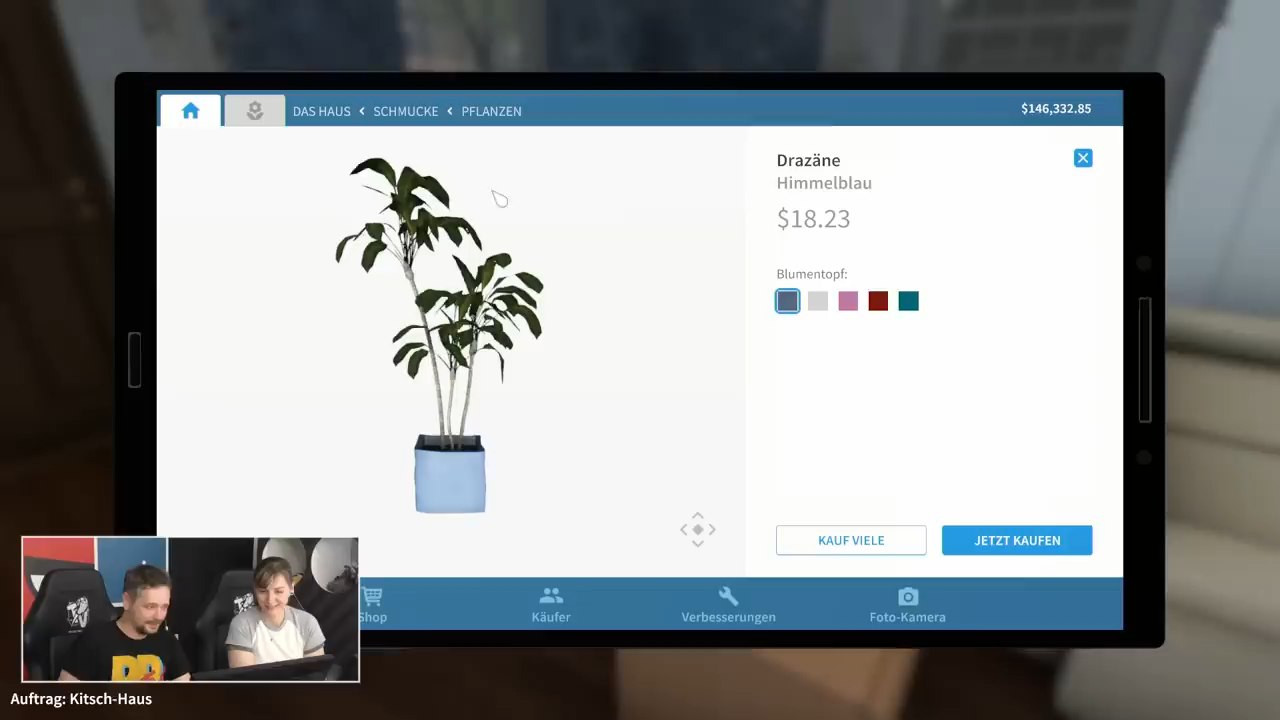 DAS HAUS < SCHMUCKE < PFLANZEN
$146,332.85
Drazäne
Himmelblau
$18.23
Blumentopf:
KAUF VIELE
JETZT KAUFEN
Shop
Käufer
Verbesserungen
Foto-Kamera
Auftrag: Kitsch-Haus